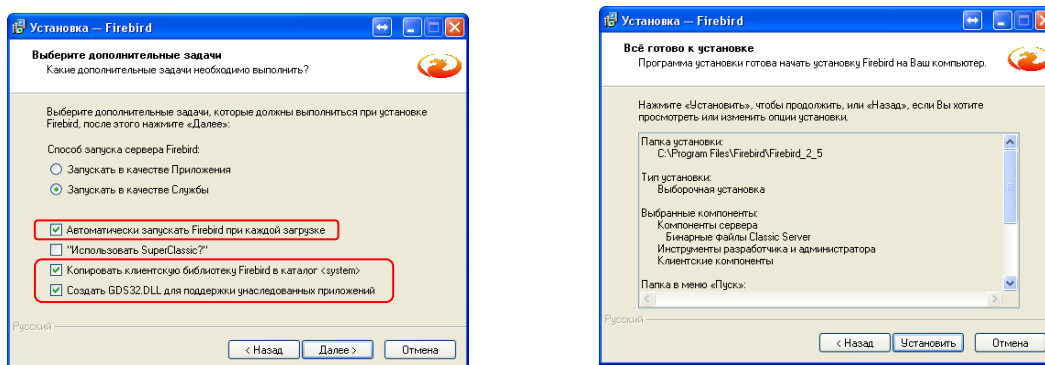 Установка — Firebird
Выберите дополнительные задачи
Какие дополнительные задачи необходимо выполнить?
Выберите дополнительные задачи, которые должны выполниться при установке
Firebird, после этого нажмите «Далее»:
Способ запуска сервера Firebird:
Запускать в качестве Приложения
Запускать в качестве Службы
Автоматически запускать Firebird при каждой загрузке
"Использовать SuperClassic?"
Копировать клиентскую библиотеку Firebird в каталог <system>
Создать GDS32.DLL для поддержки унаследованных приложений
Русский
< Назад
Далее >
Отмена
Установка — Firebird
Всё готово к установке
Программа установки готова начать установку Firebird на Ваш компьютер.
Нажмите «Установить», чтобы продолжить, или «Назад», если Вы хотите
просмотреть или изменить опции установки.
Папка установки:
C:\Program Files\Firebird\Firebird_2_5
Тип установки:
Выборочная установка
Выбранные компоненты:
Компоненты сервера
Бинарные файлы Classic Server
Инструменты разработчика и администратора
Клиентские компоненты
Папка в меню «Пуск»:
Русский
< Назад
Установить
Отмена